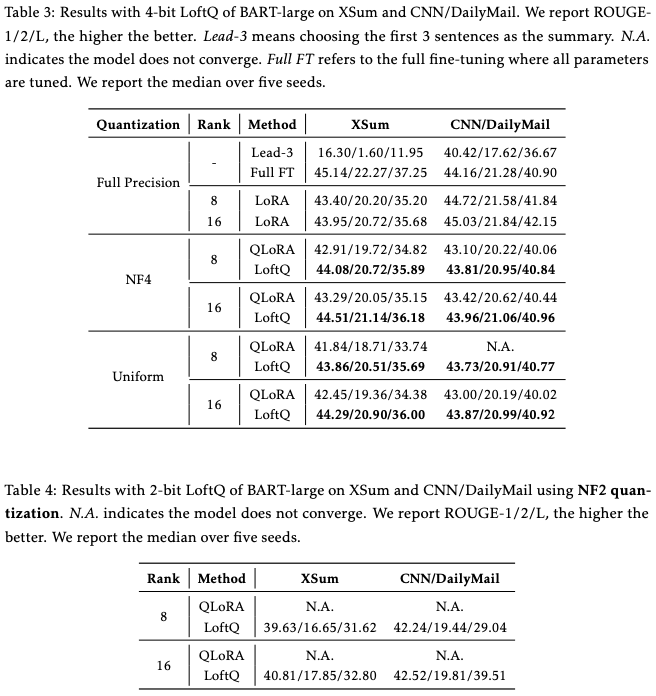 Table 3: Results with 4-bit LoftQ of BART-large on XSum and CNN/DailyMail. We report ROUGE-
1/2/L, the higher the better. Lead-3 means choosing the first 3 sentences as the summary. N.A.
indicates the model does not converge. Full FT refers to the full fine-tuning where all parameters
are tuned. We report the median over five seeds.
Quantization Rank Method XSum CNN/DailyMail
Full Precision - Lead-3 16.30/1.60/11.95 40.42/17.62/36.67
Full FT 45.14/22.27/37.25 44.16/21.28/40.90
8 LoRA 43.40/20.20/35.20 44.72/21.58/41.84
16 LoRA 43.95/20.72/35.68 45.03/21.84/42.15
NF4 8 QLoRA 42.91/19.72/34.82 43.10/20.22/40.06
LoftQ 44.08/20.72/35.89 43.81/20.95/40.84
16 QLoRA 43.29/20.05/35.15 43.42/20.62/40.44
LoftQ 44.51/21.14/36.18 43.96/21.06/40.96
Uniform 8 QLoRA 41.84/18.71/33.74 N.A.
LoftQ 43.86/20.51/35.69 43.73/20.91/40.77
16 QLoRA 42.45/19.36/34.38 43.00/20.19/40.02
LoftQ 44.29/20.90/36.00 43.87/20.99/40.92
Table 4: Results with 2-bit LoftQ of BART-large on XSum and CNN/DailyMail using NF2 quan-
tization. N.A. indicates the model does not converge. We report ROUGE-1/2/L, the higher the
better. We report the median over five seeds.
Rank Method XSum CNN/DailyMail
8 QLoRA N.A. N.A.
LoftQ 39.63/16.65/31.62 42.24/19.44/29.04
16 QLoRA N.A. N.A.
LoftQ 40.81/17.85/32.80 42.52/19.81/39.51